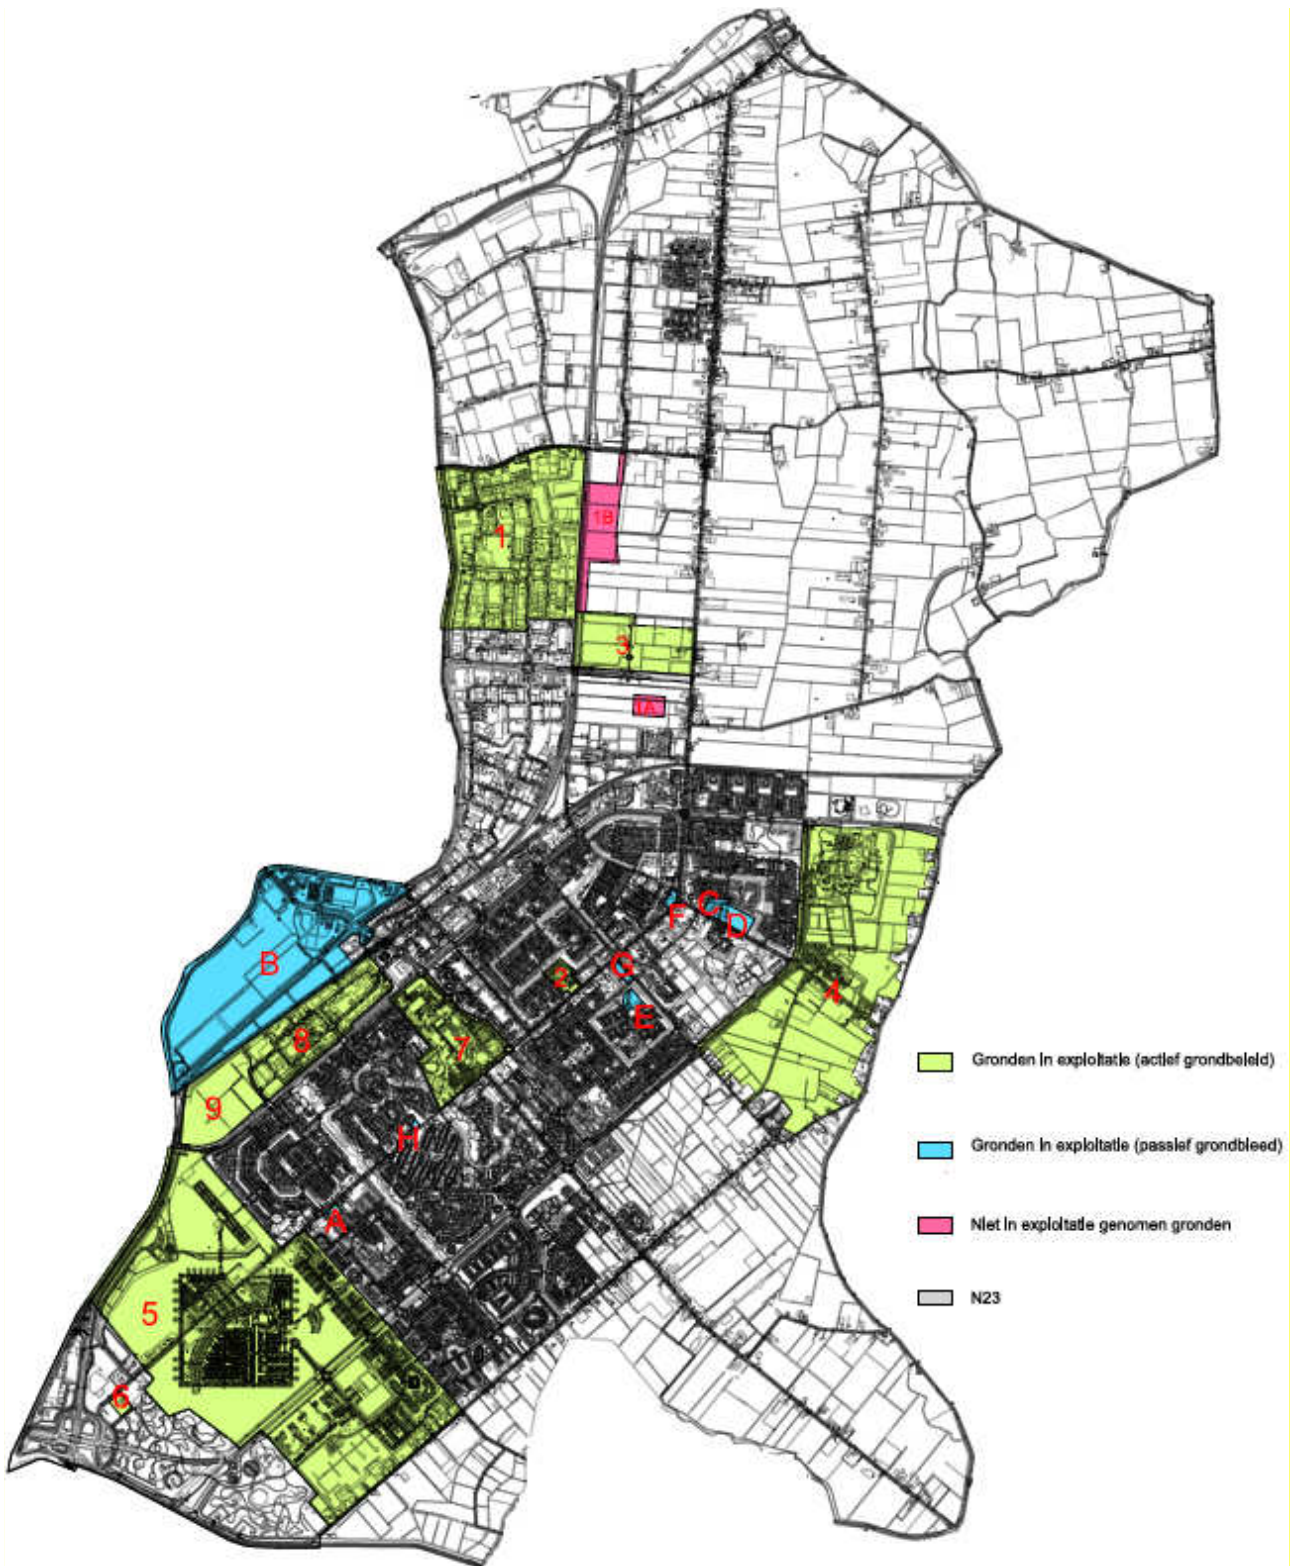 1
1B
3
1A
B
F
C
D
G
2
E
4
8
7
9
H
A
5
6
Gronden in exploitatie (actief grondbeleid)
Gronden in exploitatie (passief grondbleed)
Niet in exploitatie genomen gronden
N23